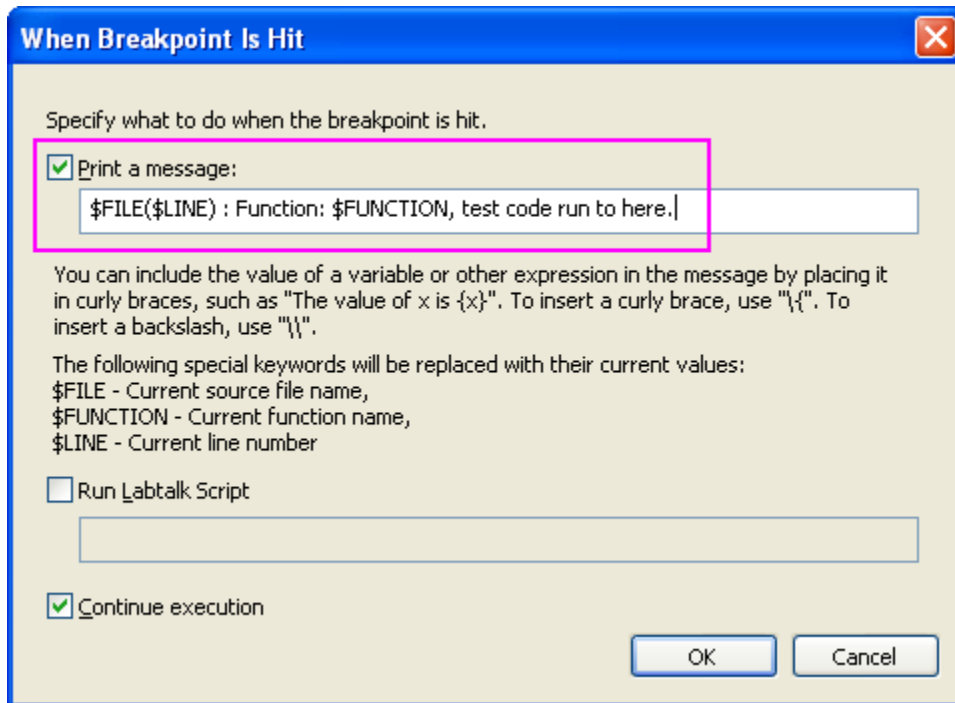 When Breakpoint Is Hit
Specify what to do when the breakpoint is hit.
Print a message:
$FILE($LINE) : Function: $FUNCTION, test code run to here.
You can include the value of a variable or other expression in the message by placing it
in curly braces, such as "The value of x is {x}". To insert a curly brace, use "\{". To
insert a backslash, use "\\".
The following special keywords will be replaced with their current values:
$FILE - Current source file name,
$FUNCTION - Current function name,
$LINE - Current line number
Run Labtalk Script
Continue execution
OK Cancel